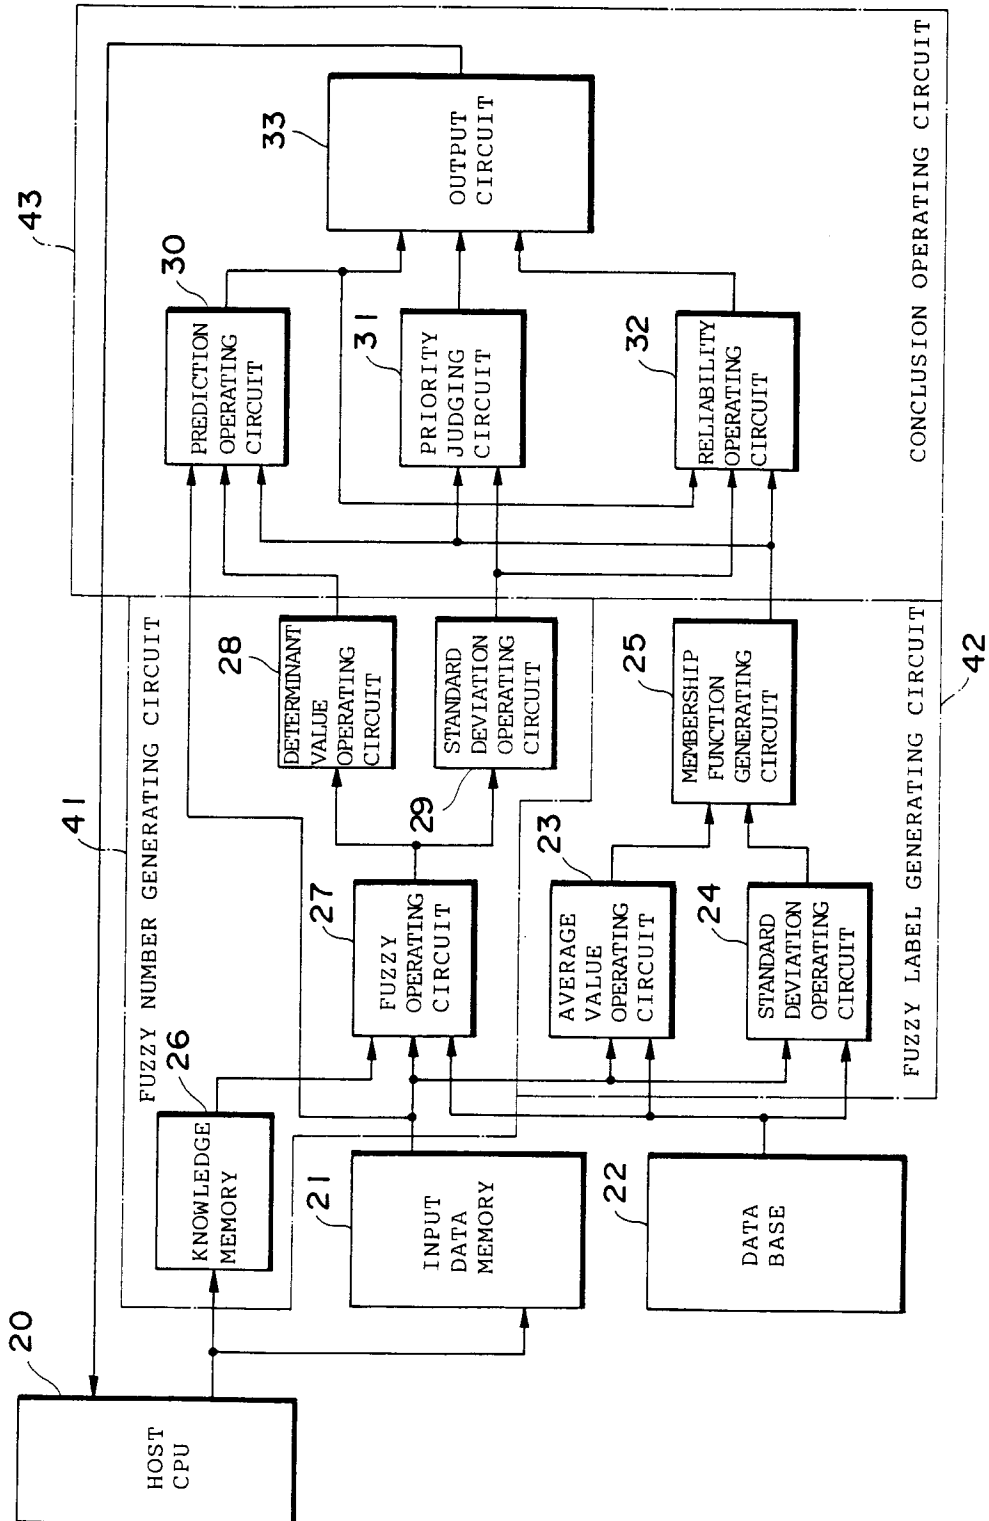 43
33
OUTPUT
CIRCUIT
30
PREDICTION
OPERATING
CIRCUIT
31
PRIORITY
JUDGING
CIRCUIT
32
RELIABILITY
OPERATING
CIRCUIT
CONCLUSION OPERATING CIRCUIT
41
FUZZY NUMBER GENERATING CIRCUIT
28
DETERMINANT
VALUE
OPERATING
CIRCUIT
29
STANDARD
DEVIATION
OPERATING
CIRCUIT
25
MEMBERSHIP
FUNCTION
GENERATING
CIRCUIT
42
FUZZY LABEL GENERATING CIRCUIT
27
FUZZY
OPERATING
CIRCUIT
23
AVERAGE
VALUE
OPERATING
CIRCUIT
24
STANDARD
DEVIATION
OPERATING
CIRCUIT
26
KNOWLEDGE
MEMORY
21
INPUT
DATA
MEMORY
22
DATA
BASE
20
HOST
CPU